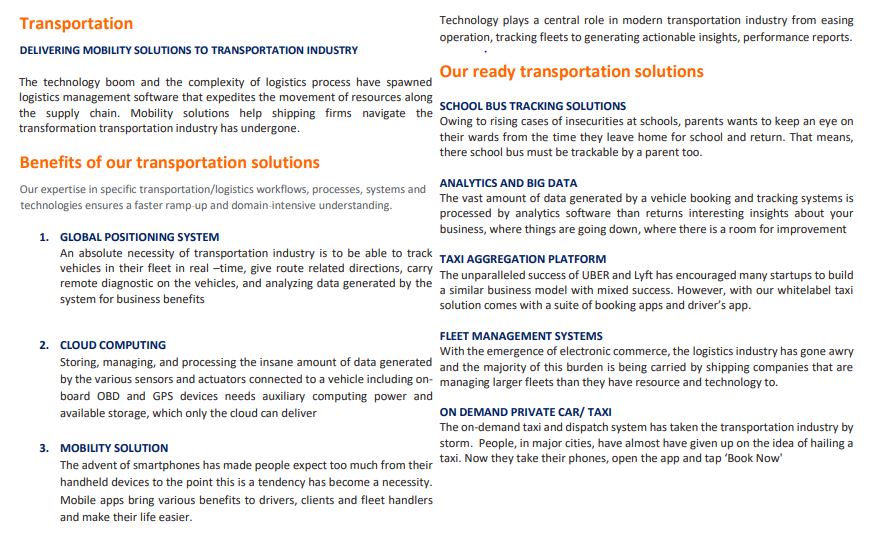 Transportation
DELIVERING MOBILITY SOLUTIONS TO TRANSPORTATION INDUSTRY
The technology boom and the complexity of logistics process have spawned
logistics management software that expedites the movement of resources along
the supply chain. Mobility solutions help shipping firms navigate the
transformation transportation industry has undergone.
Benefits of our transportation solutions
Our expertise in specific transportation/logistics workflows, processes, systems and
technologies ensures a faster ramp-up and domain-intensive understanding.
1. GLOBAL POSITIONING SYSTEM
An absolute necessity of transportation industry is to be able to track
vehicles in their fleet in real –time, give route related directions, carry
remote diagnostic on the vehicles, and analyzing data generated by the
system for business benefits
2. CLOUD COMPUTING
Storing, managing, and processing the insane amount of data generated
by the various sensors and actuators connected to a vehicle including on-
board OBD and GPS devices needs auxiliary computing power and
available storage, which only the cloud can deliver
3. MOBILITY SOLUTION
The advent of smartphones has made people expect too much from their
handheld devices to the point this is a tendency has become a necessity.
Mobile apps bring various benefits to drivers, clients and fleet handlers
and make their life easier.
Technology plays a central role in modern transportation industry from easing
operation, tracking fleets to generating actionable insights, performance reports.
.
Our ready transportation solutions
SCHOOL BUS TRACKING SOLUTIONS
Owing to rising cases of insecurities at schools, parents wants to keep an eye on
their wards from the time they leave home for school and return. That means,
there school bus must be trackable by a parent too.
ANALYTICS AND BIG DATA
The vast amount of data generated by a vehicle booking and tracking systems is
processed by analytics software than returns interesting insights about your
business, where things are going down, where there is a room for improvement
TAXI AGGREGATION PLATFORM
The unparalleled success of UBER and Lyft has encouraged many startups to build
a similar business model with mixed success. However, with our whitelabel taxi
solution comes with a suite of booking apps and driver's app.
FLEET MANAGEMENT SYSTEMS
With the emergence of electronic commerce, the logistics industry has gone awry
and the majority of this burden is being carried by shipping companies that are
managing larger fleets than they have resource and technology to.
ON DEMAND PRIVATE CAR/ TAXI
The on-demand taxi and dispatch system has taken the transportation industry by
storm. People, in major cities, have almost have given up on the idea of hailing a
taxi. Now they take their phones, open the app and tap ‘Book Now'